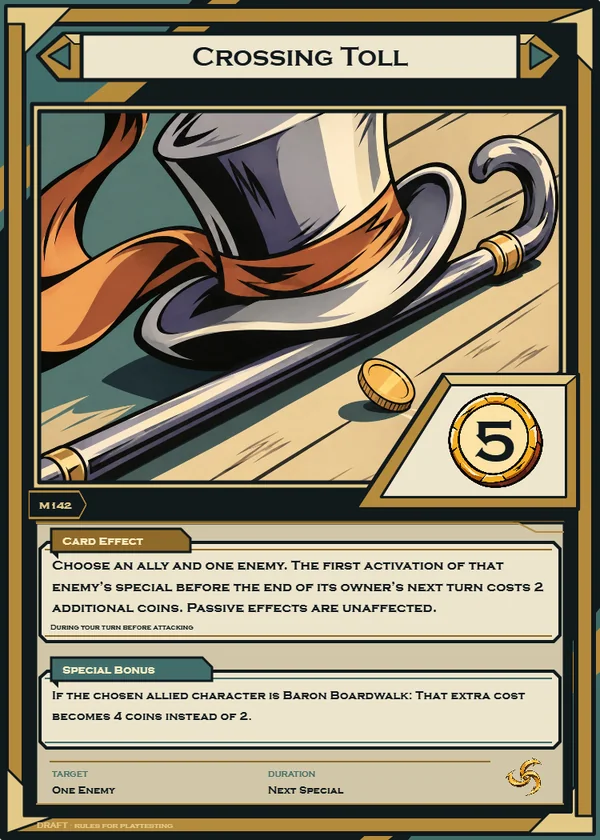 Crossing Toll
5
M142
Card Effect
Choose an ally and one enemy. The first activation of that
enemy's special before the end of its owner's next turn costs 2
additional coins. Passive effects are unaffected.
During your turn before attacking
Special Bonus
If the chosen allied character is Baron Boardwalk: That extra cost
becomes 4 coins instead of 2.
Target
Duration
One Enemy
Next Special
DRAFT · Rules for playtesting